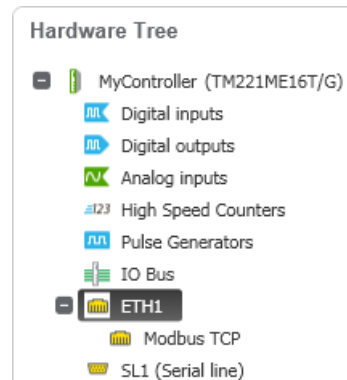 Hardware Tree
MyController (TM221ME16T/G)
Digital inputs
Digital outputs
Analog inputs
123 High Speed Counters
Pulse Generators
IO Bus
ETH1
Modbus TCP
SL1 (Serial line)